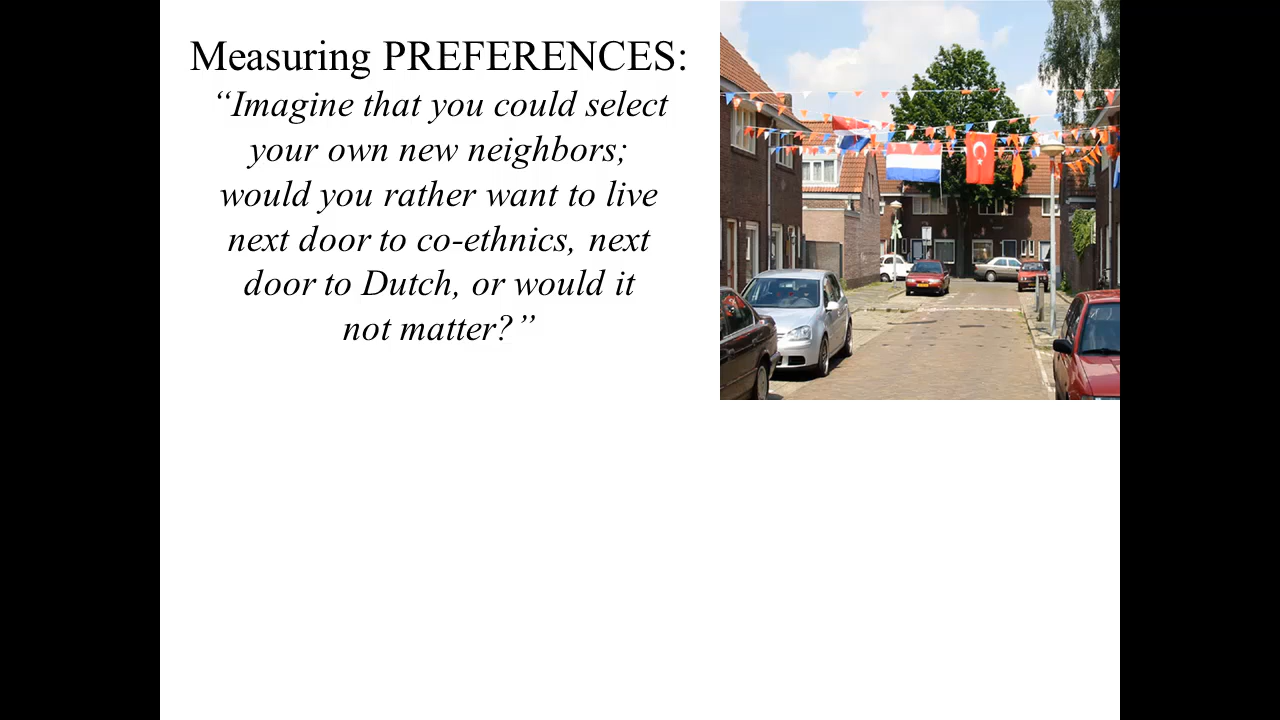 Measuring PREFERENCES:
“Imagine that you could select
your own new neighbors;
would you rather want to live
next door to co-ethnics, next
door to Dutch, or would it
not matter?”